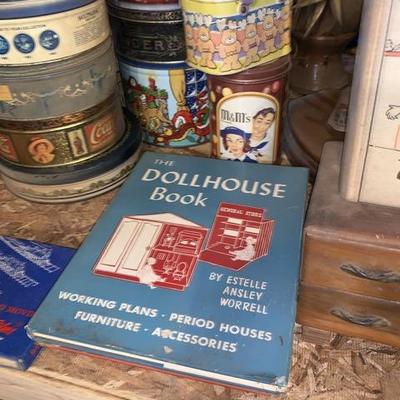 Coca-Cola
M&M's
THE
DOLLHOUSE
Book
GENERAL STORE
BY ESTELLE
ANSLEY
WORRELL
WORKING PLANS · PERIOD HOUSES
FURNITURE · ACCESSORIES